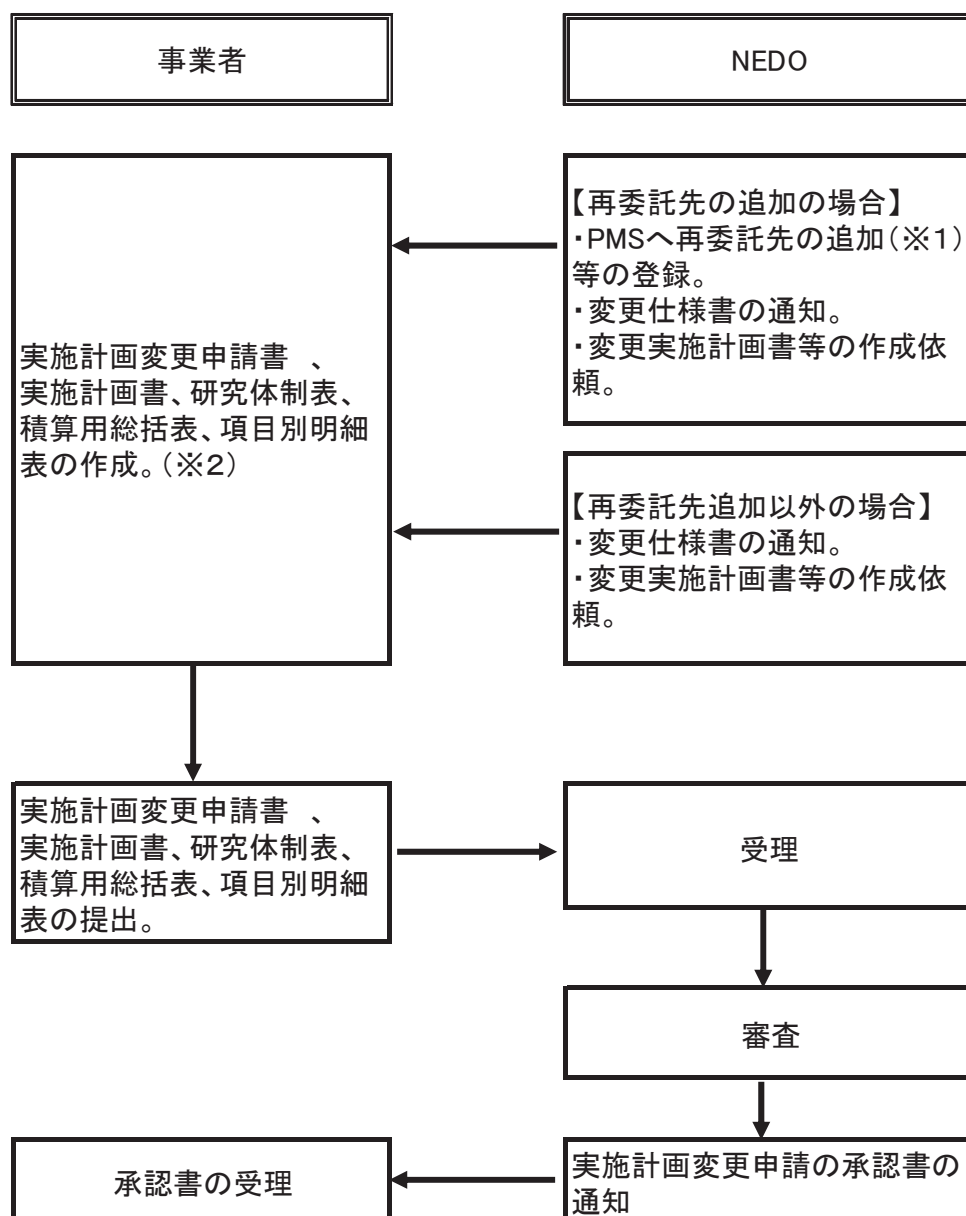 事業者
NEDO
【再委託先の追加の場合】
・PMSへ再委託先の追加(※1)
等の登録。
・変更仕様書の通知。
・変更実施計画書等の作成依
頼。
実施計画変更申請書 、
実施計画書、研究体制表、
積算用総括表、項目別明細
表の作成。(※2)
【再委託先追加以外の場合】
・変更仕様書の通知。
・変更実施計画書等の作成依
頼。
実施計画変更申請書 、
実施計画書、研究体制表、
積算用総括表、項目別明細
表の提出。
受理
審査
実施計画変更申請の承認書の
通知
承認書の受理